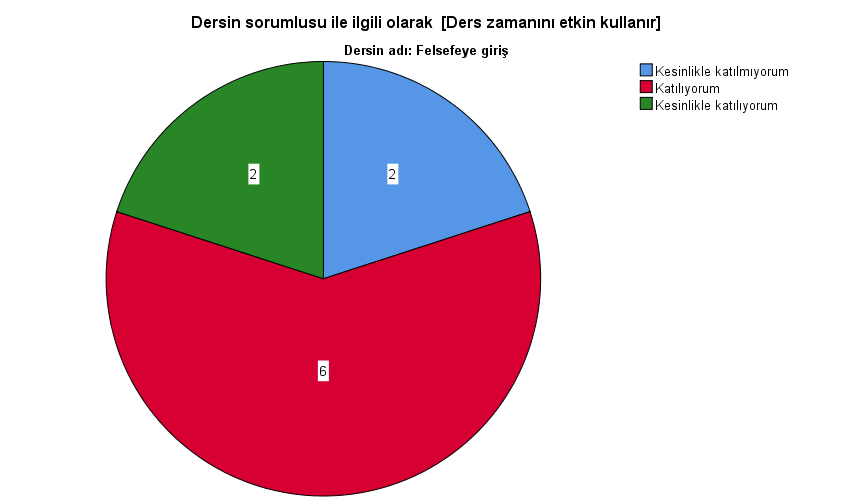 Dersin sorumlusu ile ilgili olarak  [Ders zamanını etkin kullanır]
Dersin adı: Felsefeye giriş
Kesinlikle katılmıyorum
Katılıyorum
Kesinlikle katılıyorum
2
2
6